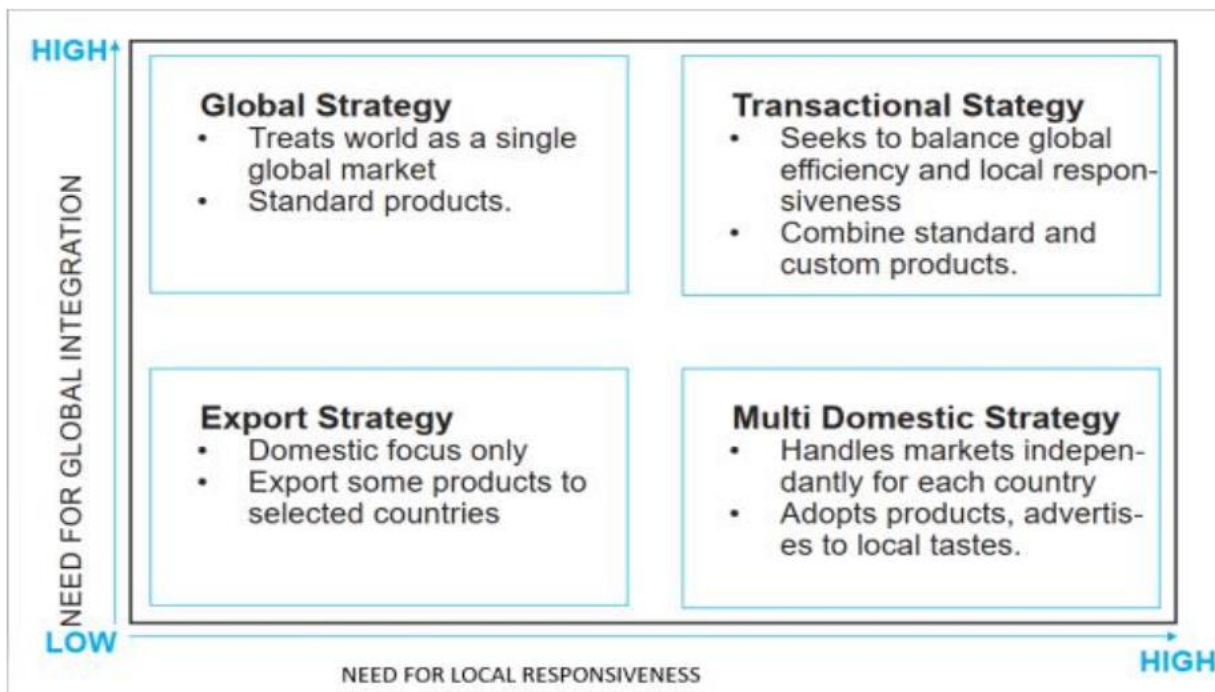 HIGH
Global Strategy
• Treats world as a single
global market
• Standard products.
Transactional Stategy
• Seeks to balance global
efficiency and local respon-
siveness
• Combine standard and
custom products.
NEED FOR GLOBAL INTEGRATION
Export Strategy
• Domestic focus only
• Export some products to
selected countries
Multi Domestic Strategy
• Handles markets indepen-
dantly for each country
• Adopts products, advertis-
es to local tastes.
LOW
NEED FOR LOCAL RESPONSIVENESS
HIGH